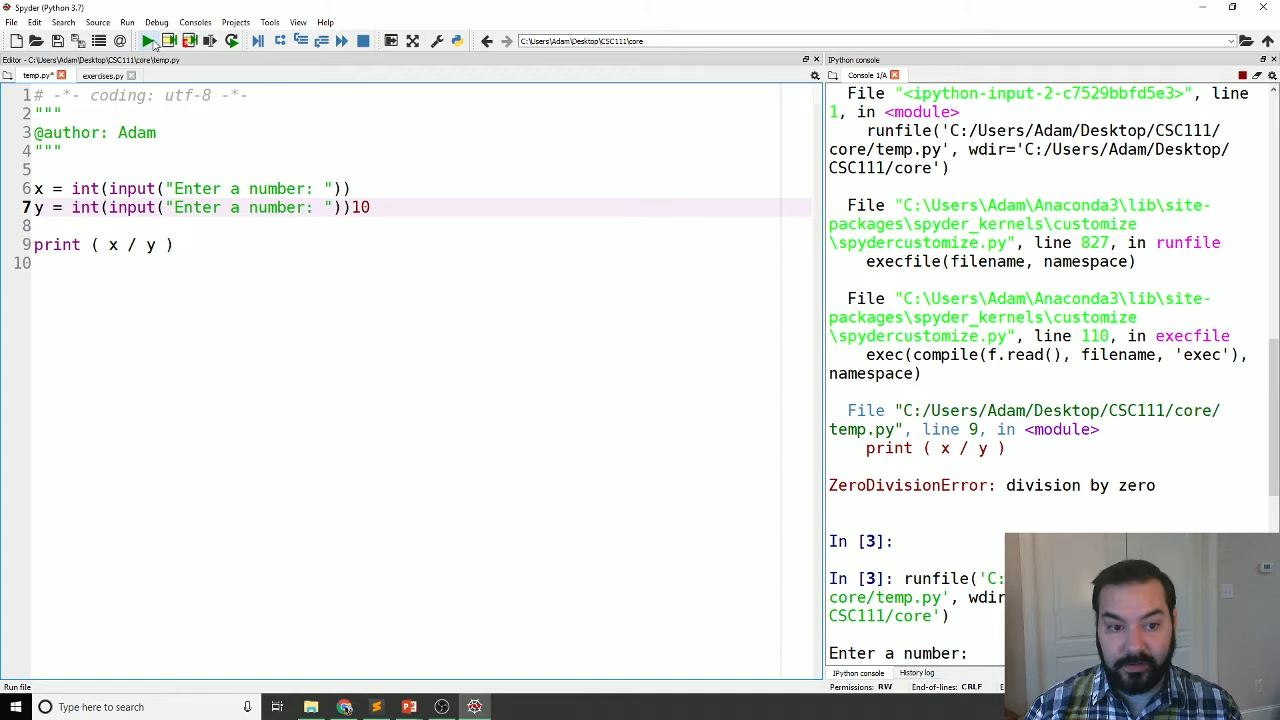 Spyder (Python 3.7)
File Edit Search Source Run Debug Consoles Projects Tools View Help
C:\Users\Adam\Desktop\CSC111\core
Editor - C:\Users\Adam\Desktop\CSC111\core\temp.py
IPython console
temp.py* exercises.py
Console 1/A
1 # -*- coding: utf-8 -*-
2 """
3 @author: Adam
4 """
5
6 x = int(input("Enter a number: "))
7 y = int(input("Enter a number: "))10
8
9 print ( x / y )
10
File "<ipython-input-2-c7529bbfd5e3>", line
1, in <module>
runfile('C:/Users/Adam/Desktop/CSC111/
core/temp.py', wdir='C:/Users/Adam/Desktop/
CSC111/core')
File "C:\Users\Adam\Anaconda3\lib\site-
packages\spyder_kernels\customize
\spydercustomize.py", line 827, in runfile
execfile(filename, namespace)
File "C:\Users\Adam\Anaconda3\lib\site-
packages\spyder_kernels\customize
\spydercustomize.py", line 110, in execfile
exec(compile(f.read(), filename, 'exec'),
namespace)
File "C:/Users/Adam/Desktop/CSC111/core/
temp.py", line 9, in <module>
print ( x / y )
ZeroDivisionError: division by zero
In [3]:
In [3]: runfile('C:
core/temp.py', wdir
CSC111/core')
Enter a number:
IPython console History log
Run file
Permissions: RW End-of-lines: CRLF
Type here to search